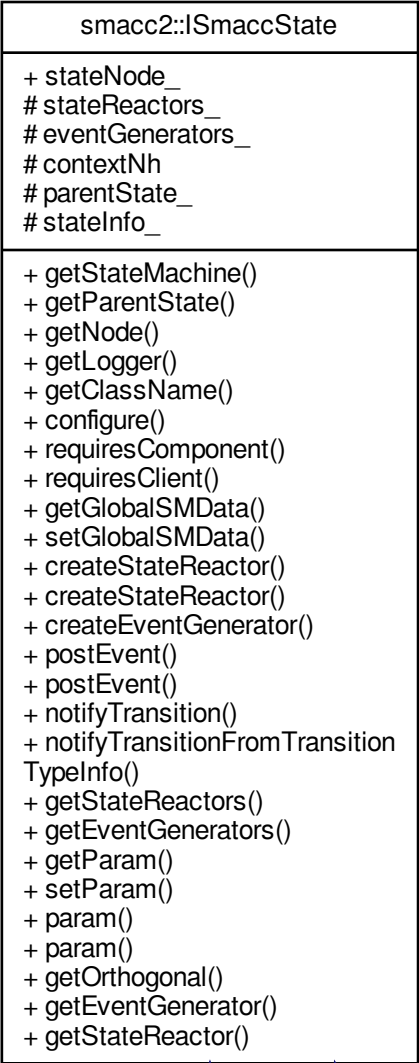 smacc2::ISmaccState
+ stateNode_
# stateReactors_
# eventGenerators_
# contextNh
# parentState_
# stateInfo_
+ getStateMachine()
+ getParentState()
+ getNode()
+ getLogger()
+ getClassName()
+ configure()
+ requiresComponent()
+ requiresClient()
+ getGlobalSMData()
+ setGlobalSMData()
+ createStateReactor()
+ createStateReactor()
+ createEventGenerator()
+ postEvent()
+ postEvent()
+ notifyTransition()
+ notifyTransitionFromTransition
TypeInfo()
+ getStateReactors()
+ getEventGenerators()
+ getParam()
+ setParam()
+ param()
+ param()
+ getOrthogonal()
+ getEventGenerator()
+ getStateReactor()